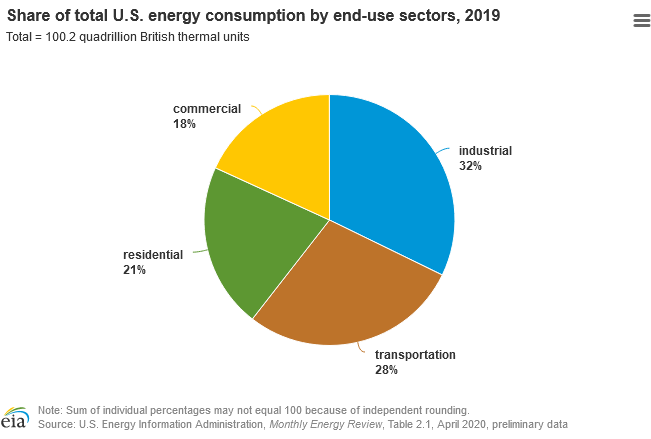 Share of total U.S. energy consumption by end-use sectors, 2019
Total = 100.2 quadrillion British thermal units
commercial
18%
industrial
32%
residential
21%
transportation
28%
eia
Note: Sum of individual percentages may not equal 100 because of independent rounding.
Source: U.S. Energy Information Administration, Monthly Energy Review, Table 2.1, April 2020, preliminary data